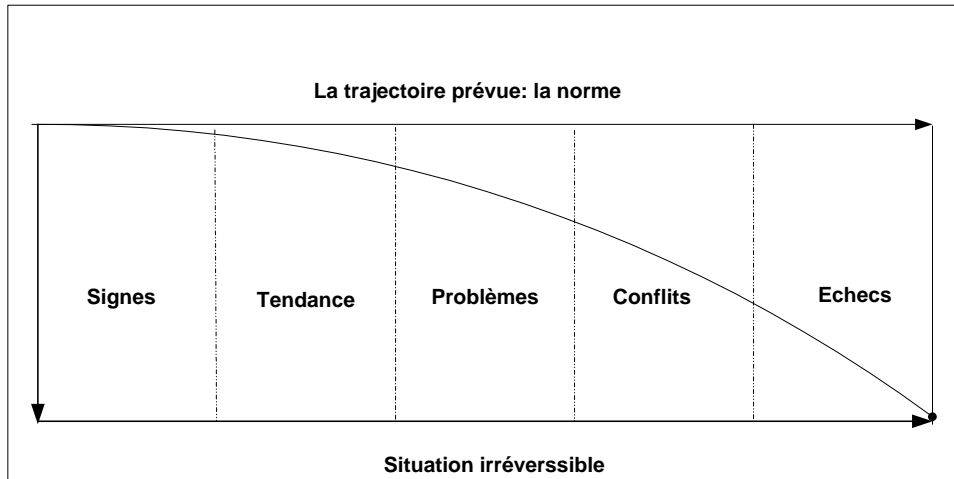 La trajectoire prévue: la norme
Signes
Tendance
Problèmes
Conflits
Echecs
Situation irréverssible